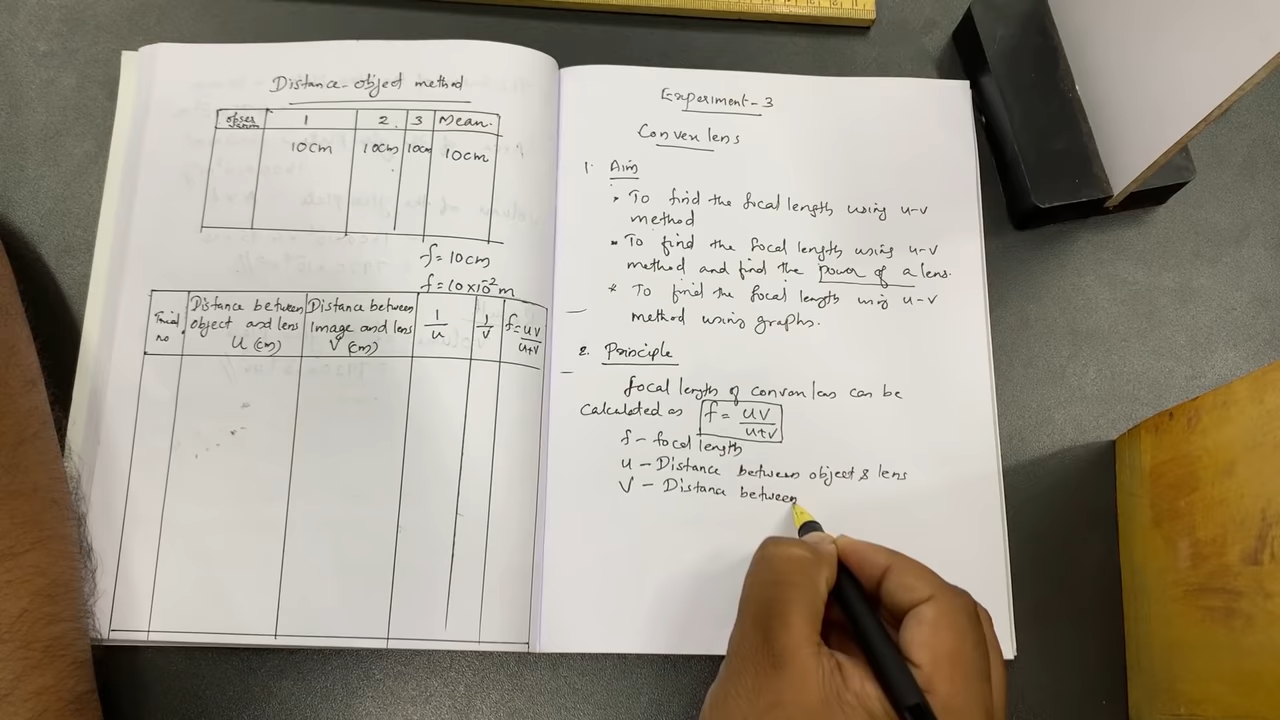 Distance-object method
obser vation 1 2. 3 Mean.
10cm 10cm 10cm 10cm
f = 10cm
f = 10×10⁻²m
Trial no Distance between object and lens u (cm) Distance between image and lens V (cm) 1/u 1/v f = uv/u+v
Experiment - 3
Convex lens
1. Aim
• To find the focal length using u-v
method
• To find the focal length using u-v
method and find the power of a lens.
* To find the focal length using u-v
method using graphs.
2. Principle
focal length of convex lens can be
calculated as f = uv/u+v
f - focal length
u - Distance between object & lens
V - Distance between